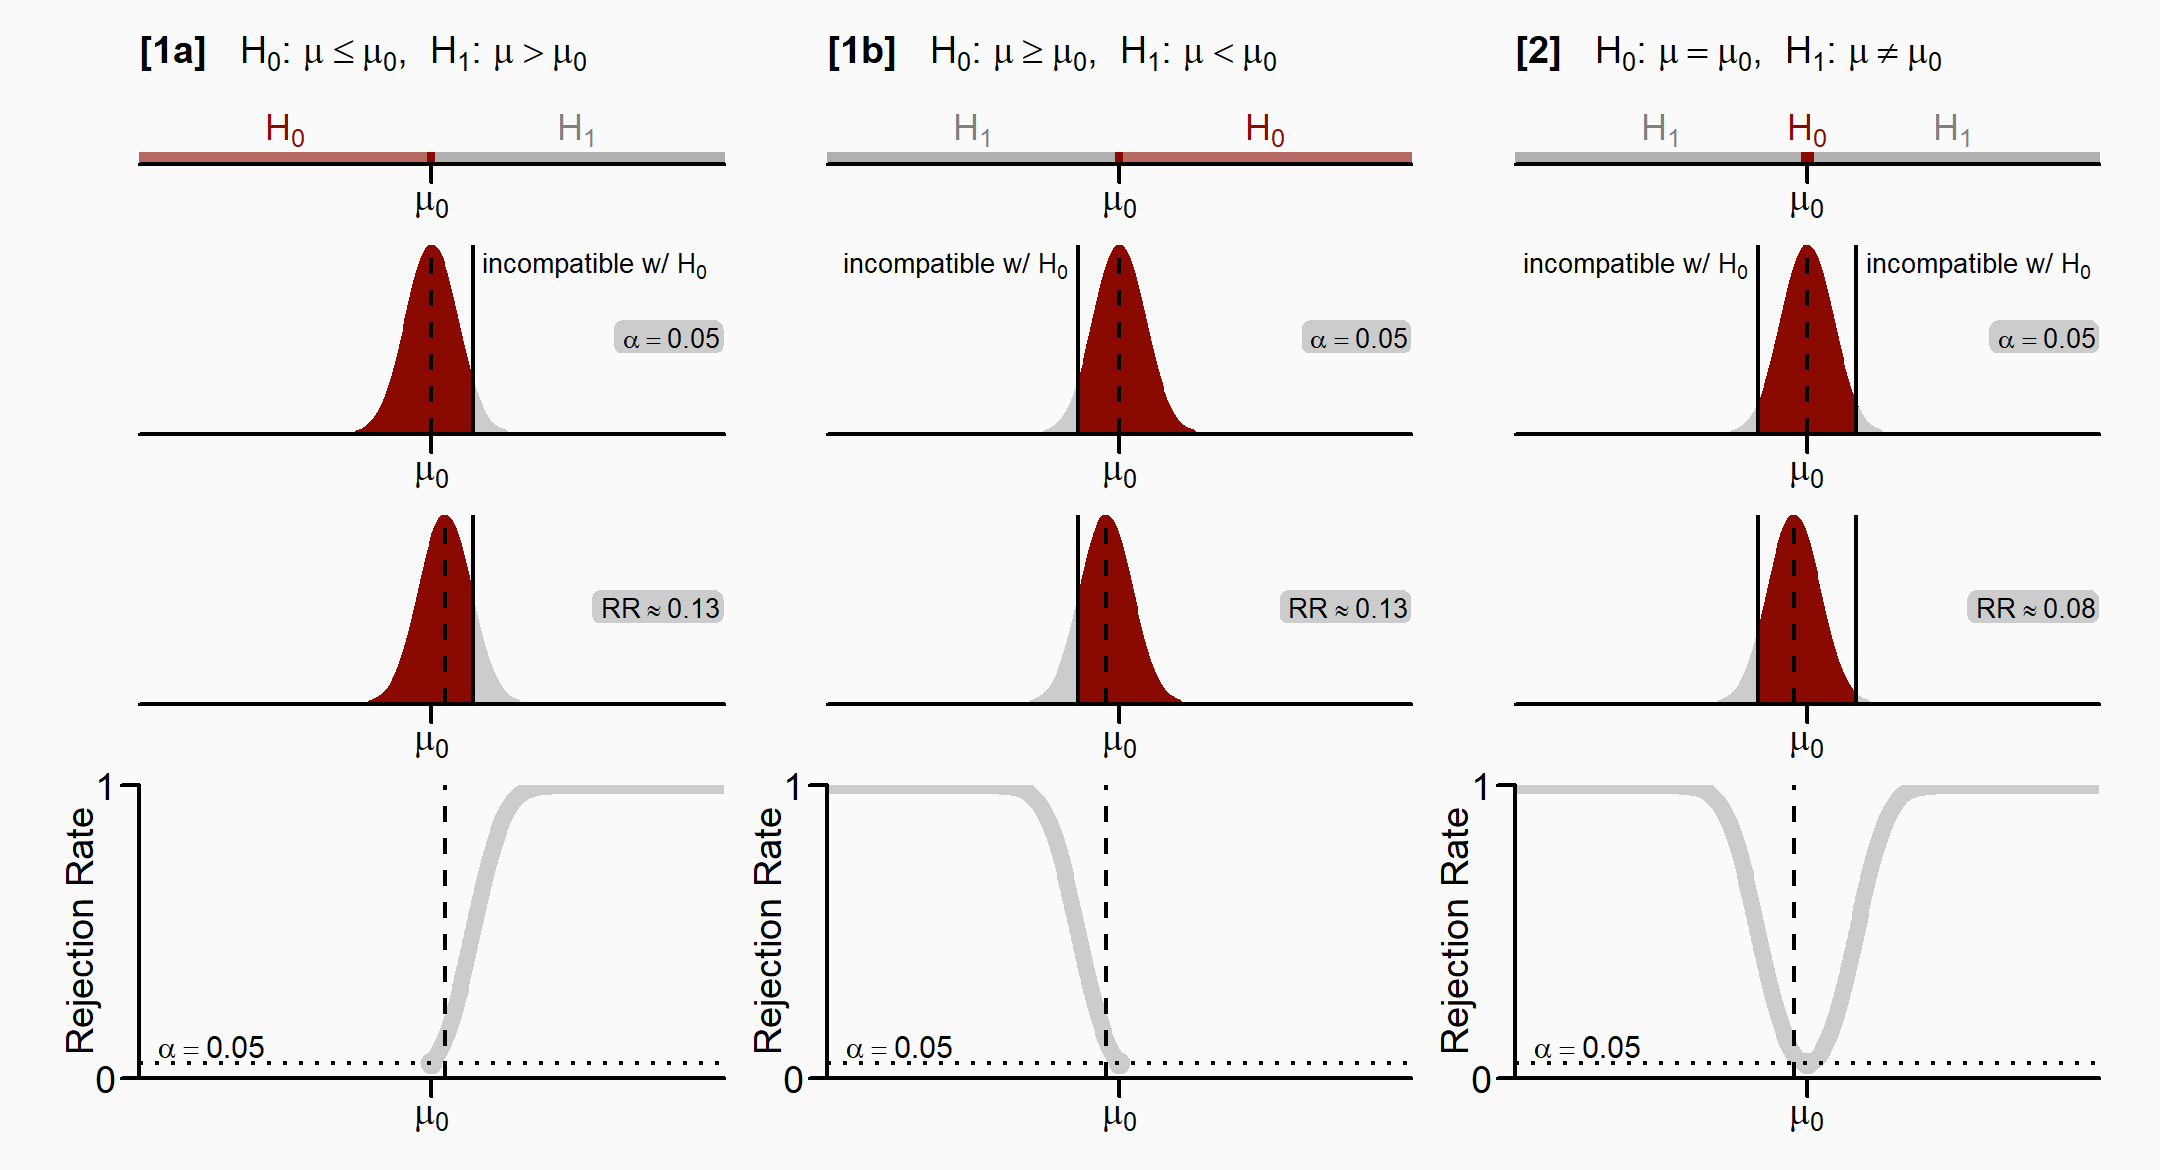 [1a] H₀: μ ≤ μ₀, H₁: μ > μ₀
H₀ H₁
μ₀
incompatible w/ H₀
α = 0.05
μ₀
RR ≈ 0.13
μ₀
1
Rejection Rate
α = 0.05
0
μ₀
[1b] H₀: μ ≥ μ₀, H₁: μ < μ₀
H₁ H₀
μ₀
incompatible w/ H₀
α = 0.05
μ₀
RR ≈ 0.13
μ₀
1
Rejection Rate
α = 0.05
0
μ₀
[2] H₀: μ = μ₀, H₁: μ ≠ μ₀
H₁ H₀ H₁
μ₀
incompatible w/ H₀ incompatible w/ H₀
α = 0.05
μ₀
RR ≈ 0.08
μ₀
1
Rejection Rate
α = 0.05
0
μ₀